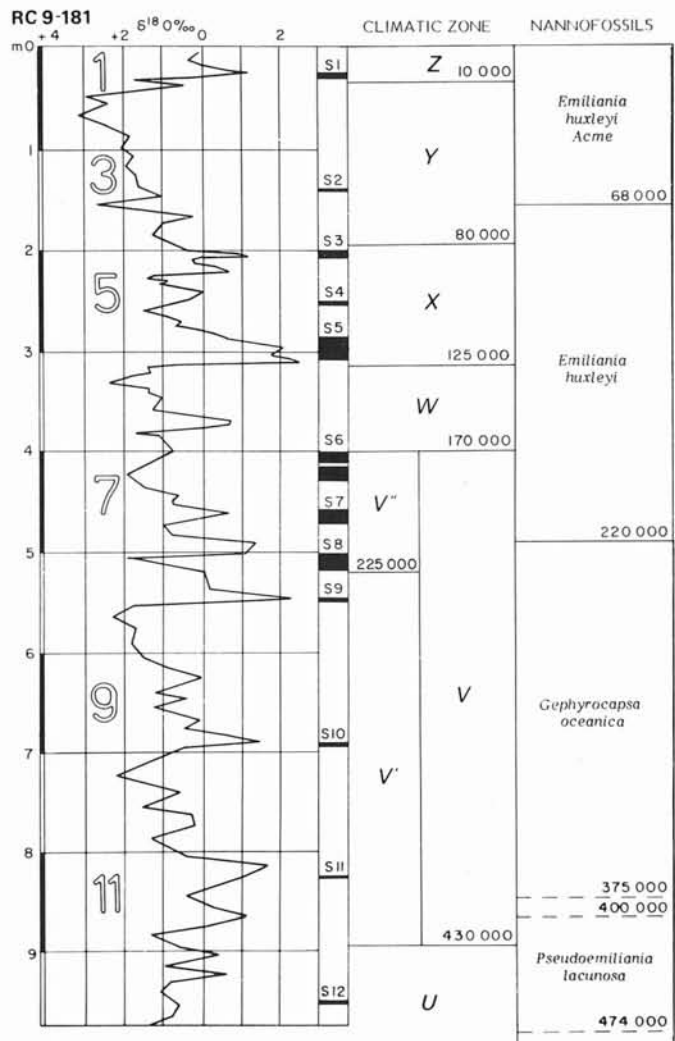 RC 9-181
δ18 O‰
CLIMATIC ZONE
NANNOFOSSILS
m0
+ 4
+2
0
2
1
S1
Z
10 000
Emiliania
huxleyi
Acme
1
3
Y
S2
68 000
2
S3
80 000
5
S4
X
S5
3
125 000
Emiliania
huxleyi
W
4
S6
170 000
7
V"
S7
5
S8
220 000
225 000
S9
6
9
V
Gephyrocapsa
oceanica
7
S10
V'
8
S11
11
375 000
400 000
9
430 000
Pseudoemiliania
lacunosa
S12
U
474 000